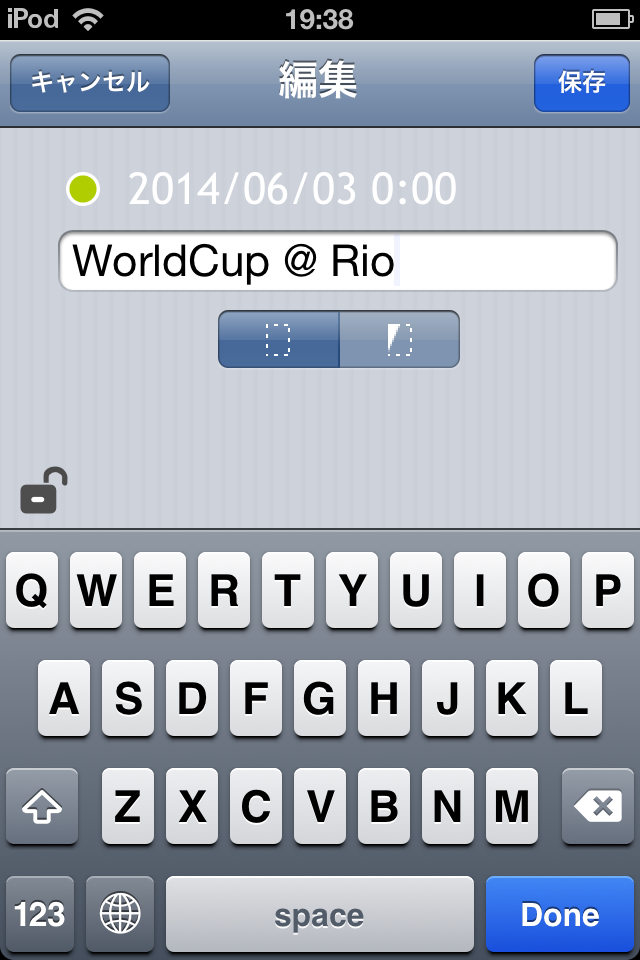 iPod 19:38
キャンセル 編集 保存
2014/06/03 0:00
WorldCup @ Rio
Q W E R T Y U I O P
A S D F G H J K L
Z X C V B N M
123 space Done